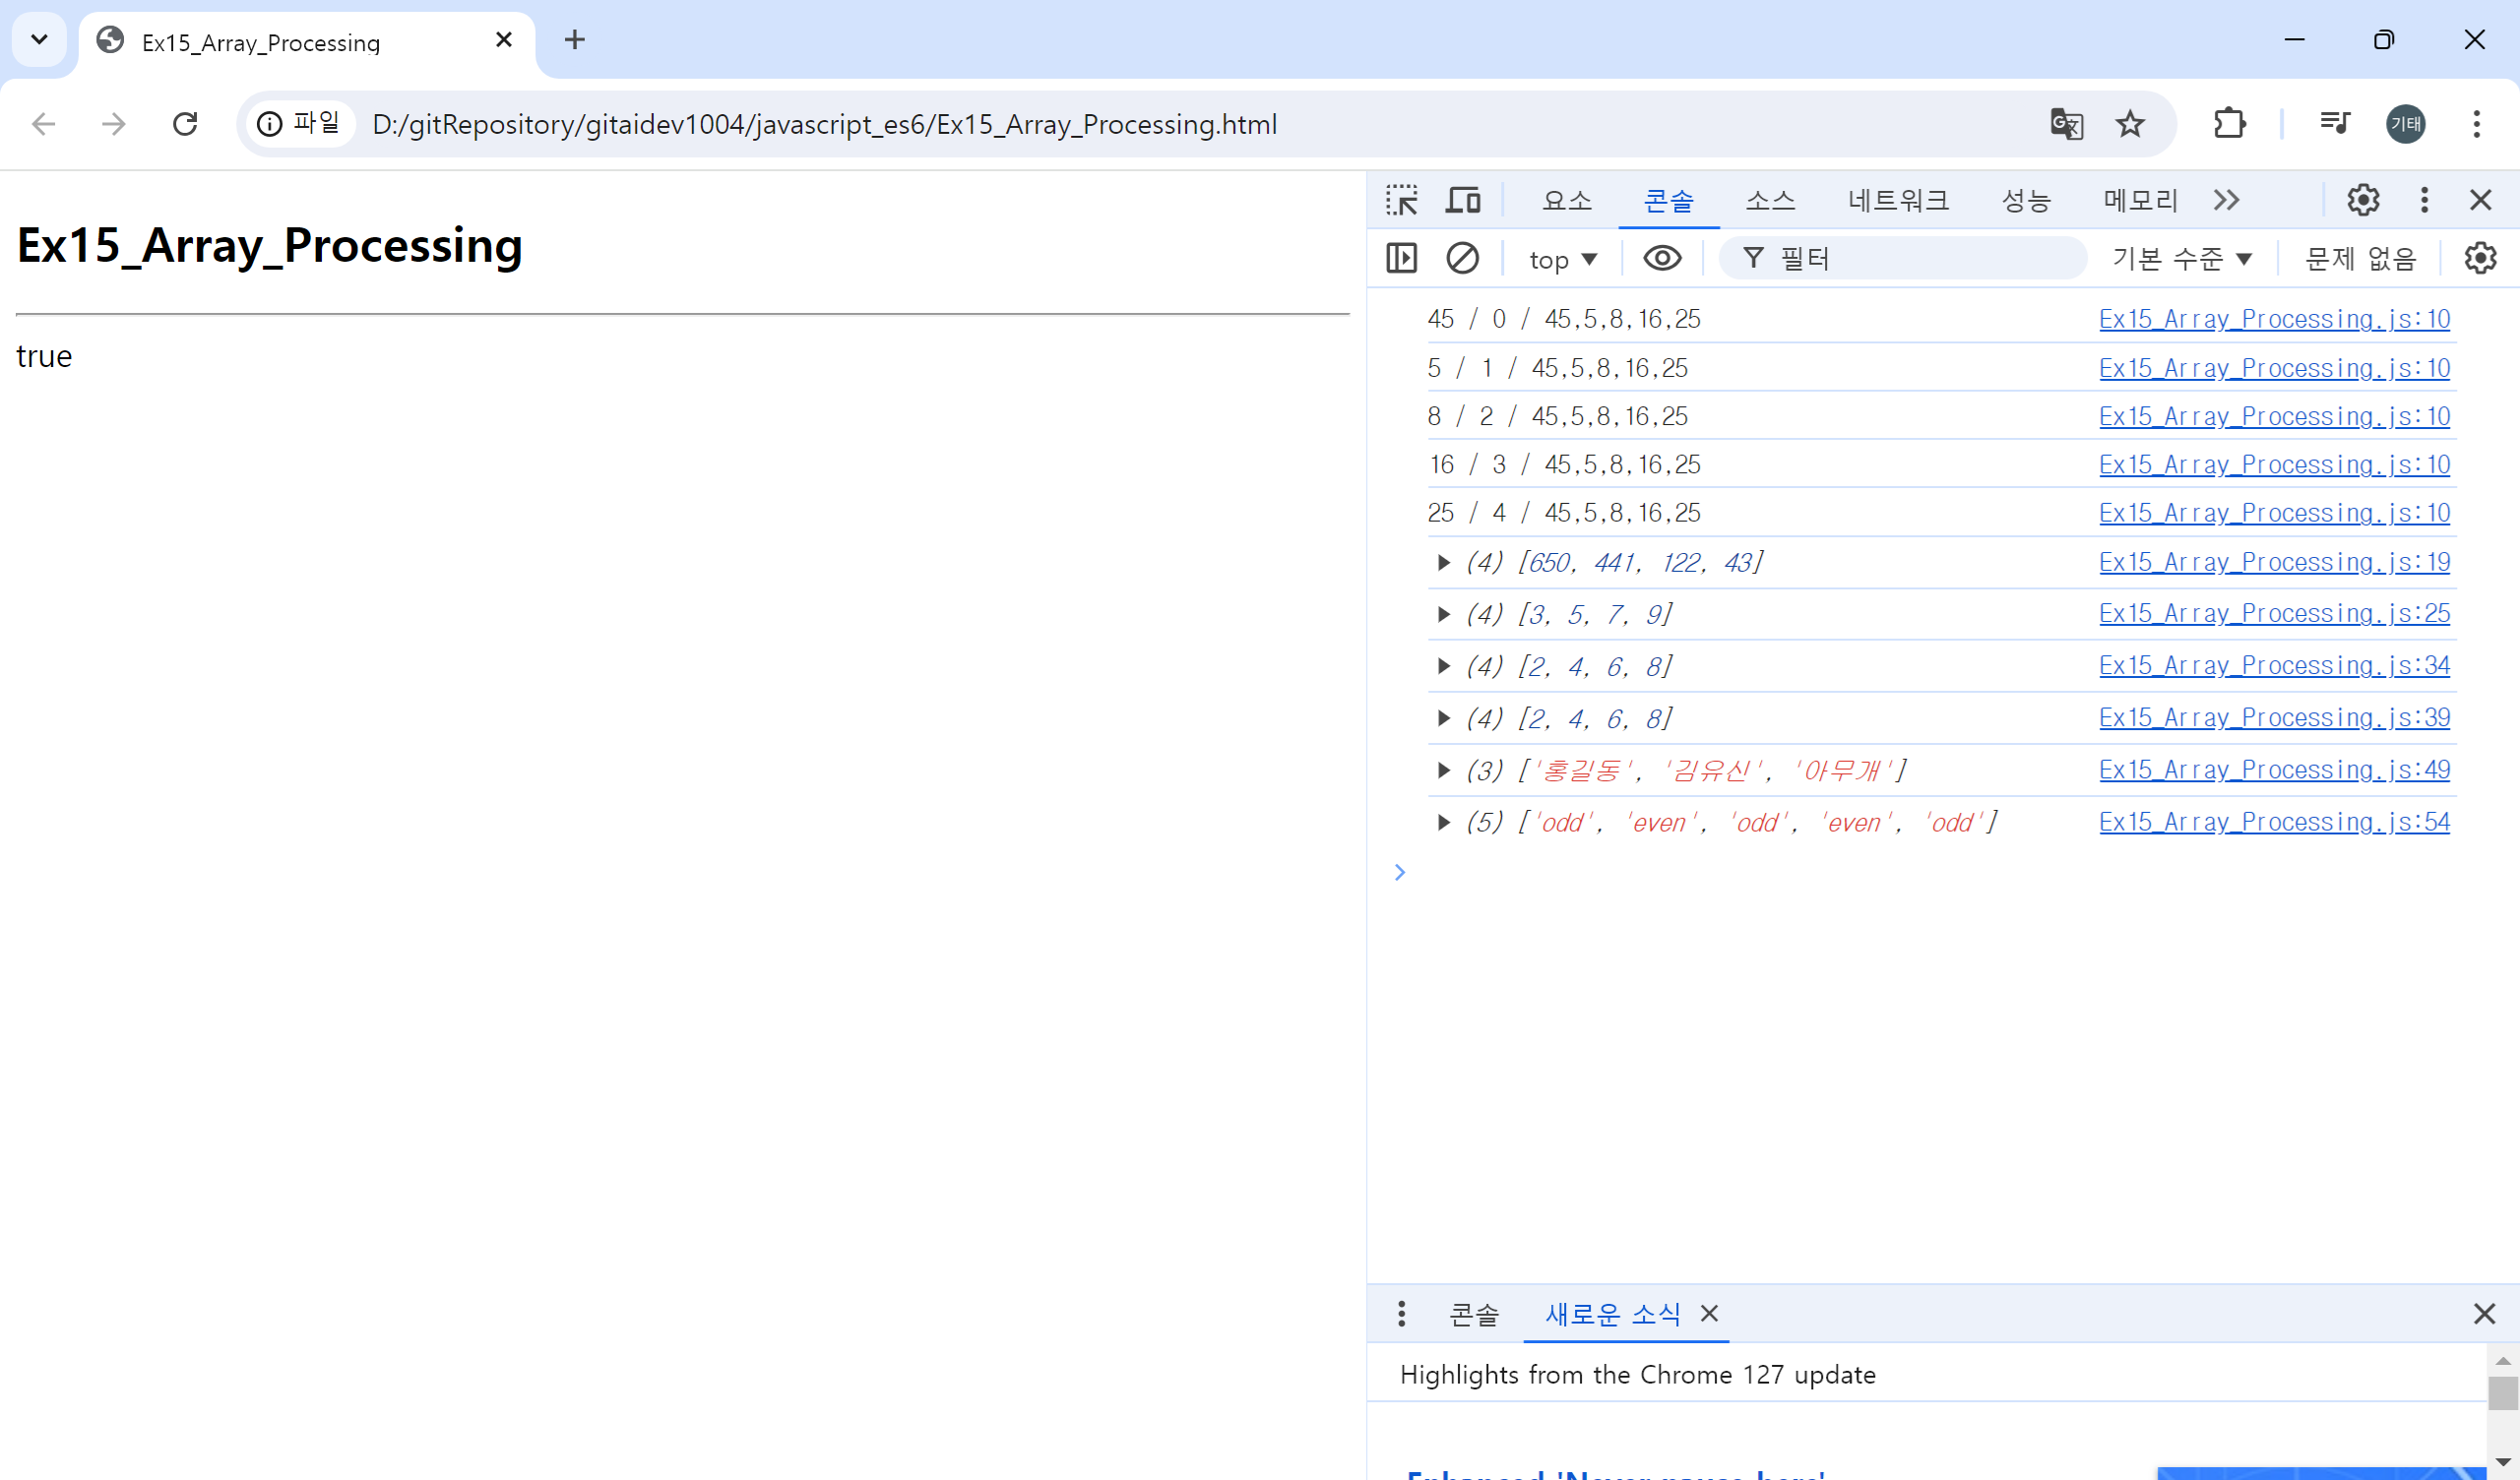 Ex15_Array_Processing
파일 D:/gitRepository/gitaidev1004/javascript_es6/Ex15_Array_Processing.html 기태
Ex15_Array_Processing
true
요소 콘솔 소스 네트워크 성능 메모리
top 필터 기본 수준 문제 없음
45 / 0 / 45,5,8,16,25 Ex15_Array_Processing.js:10
5 / 1 / 45,5,8,16,25 Ex15_Array_Processing.js:10
8 / 2 / 45,5,8,16,25 Ex15_Array_Processing.js:10
16 / 3 / 45,5,8,16,25 Ex15_Array_Processing.js:10
25 / 4 / 45,5,8,16,25 Ex15_Array_Processing.js:10
(4) [650, 441, 122, 43] Ex15_Array_Processing.js:19
(4) [3, 5, 7, 9] Ex15_Array_Processing.js:25
(4) [2, 4, 6, 8] Ex15_Array_Processing.js:34
(4) [2, 4, 6, 8] Ex15_Array_Processing.js:39
(3) ['홍길동', '김유신', '아무개'] Ex15_Array_Processing.js:49
(5) ['odd', 'even', 'odd', 'even', 'odd'] Ex15_Array_Processing.js:54
콘솔 새로운 소식
Highlights from the Chrome 127 update
Enhanced 'Never pause here'